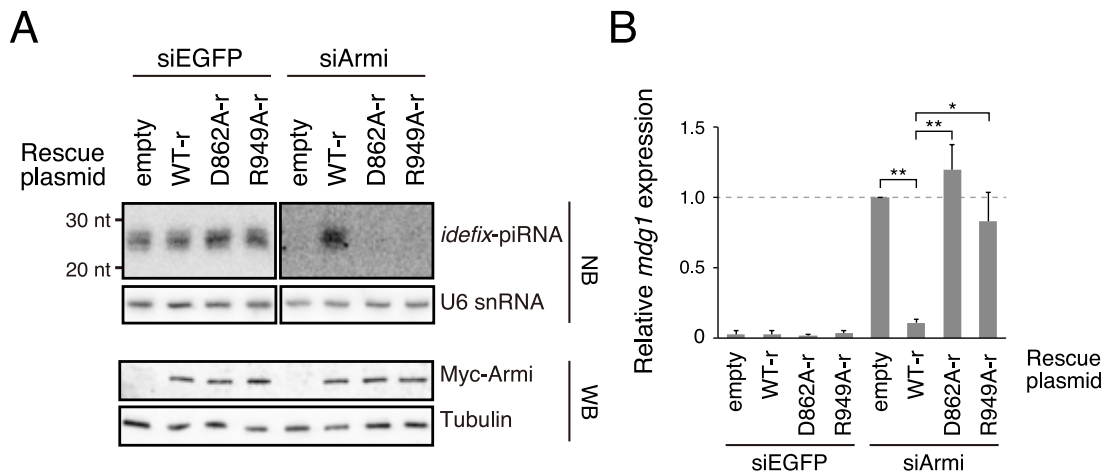 A
siEGFP
siArmi
Rescue plasmid
empty
WT-r
D862A-r
R949A-r
empty
WT-r
D862A-r
R949A-r
30 nt
20 nt
idefix-piRNA
U6 snRNA
NB
Myc-Armi
Tubulin
WB
B
Relative mdg1 expression
1.5
1.0
0.5
0
**
**
*
empty
WT-r
D862A-r
R949A-r
empty
WT-r
D862A-r
R949A-r
Rescue
plasmid
siEGFP
siArmi